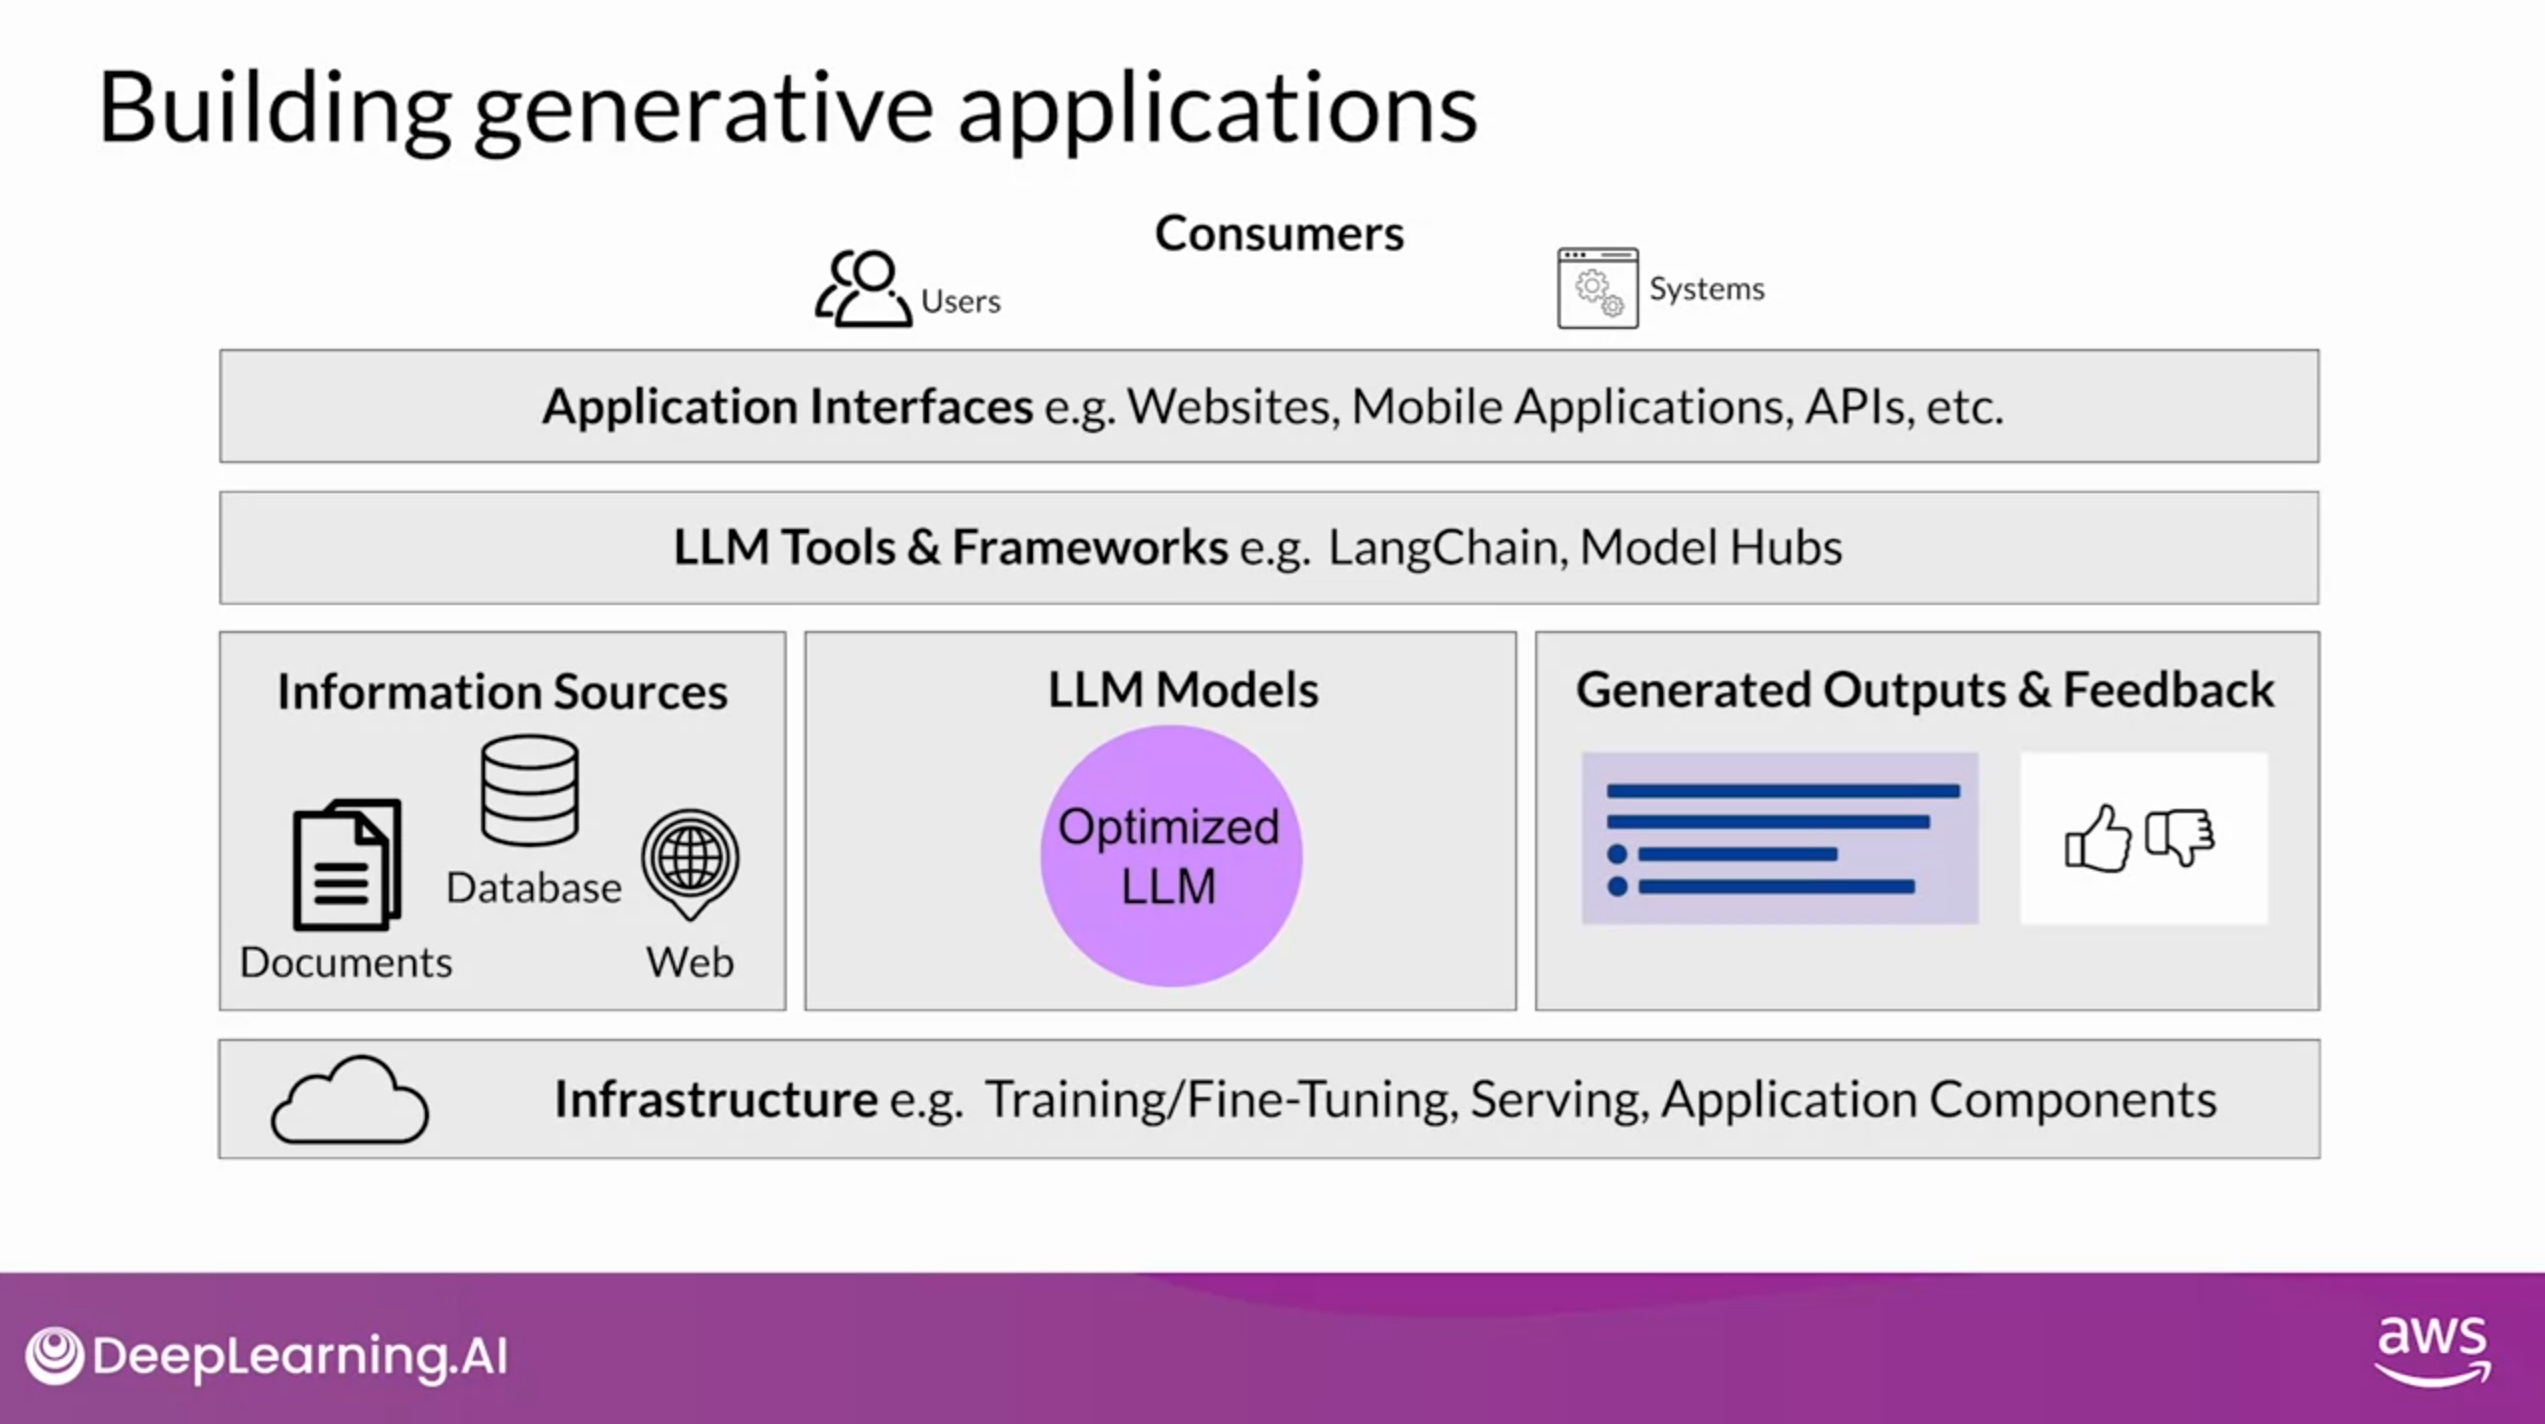 Building generative applications
Consumers
Users
Systems
Application Interfaces e.g. Websites, Mobile Applications, APIs, etc.
LLM Tools & Frameworks e.g. LangChain, Model Hubs
Information Sources
Documents
Database
Web
LLM Models
Optimized
LLM
Generated Outputs & Feedback
Infrastructure e.g. Training/Fine-Tuning, Serving, Application Components
DeepLearning.AI
aws